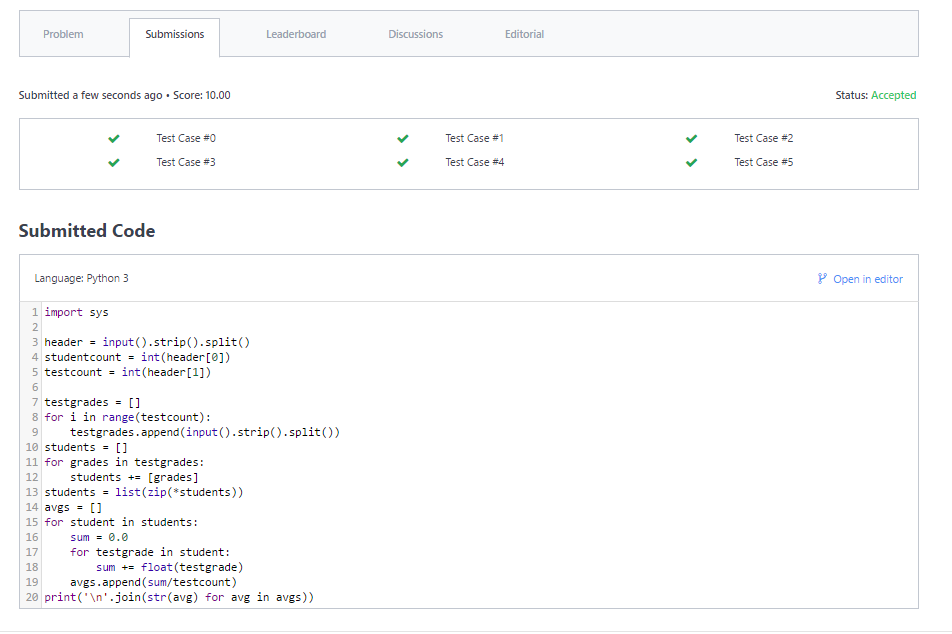 Problem Submissions Leaderboard Discussions Editorial
Submitted a few seconds ago • Score: 10.00 Status: Accepted
Test Case #0 Test Case #1 Test Case #2
Test Case #3 Test Case #4 Test Case #5
Submitted Code
Language: Python 3 Open in editor
1 import sys
2
3 header = input().strip().split()
4 studentcount = int(header[0])
5 testcount = int(header[1])
6
7 testgrades = []
8 for i in range(testcount):
9     testgrades.append(input().strip().split())
10 students = []
11 for grades in testgrades:
12     students += [grades]
13 students = list(zip(*students))
14 avgs = []
15 for student in students:
16     sum = 0.0
17     for testgrade in student:
18         sum += float(testgrade)
19     avgs.append(sum/testcount)
20 print('\n'.join(str(avg) for avg in avgs))